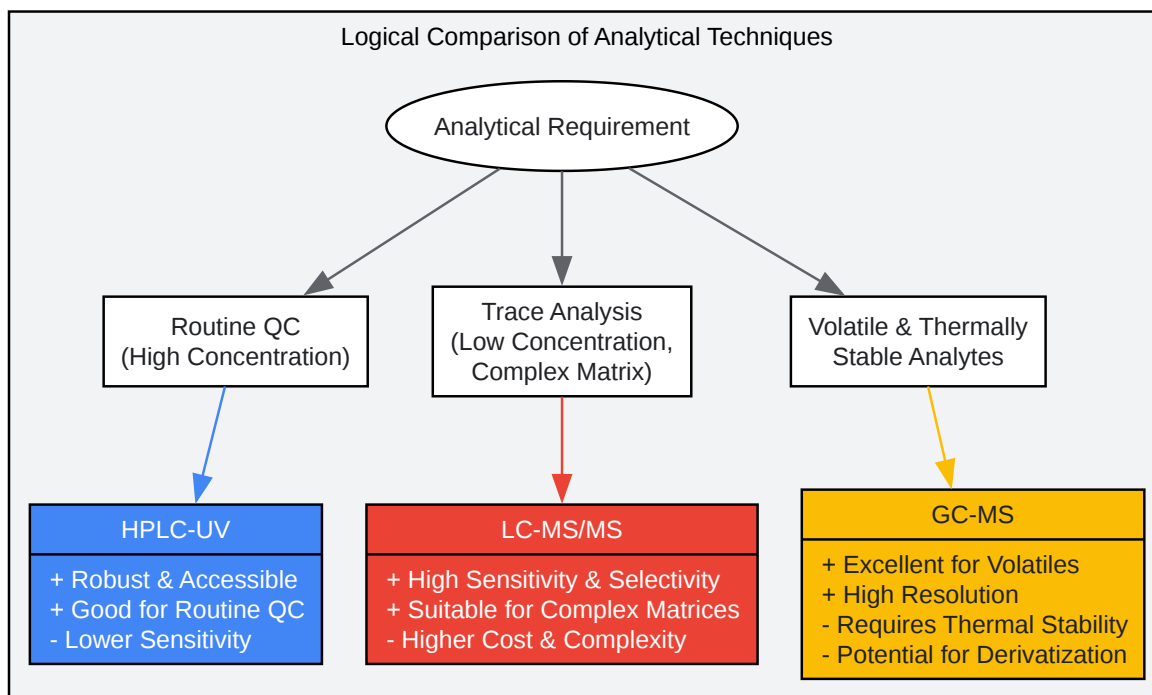 Logical Comparison of Analytical Techniques
Analytical Requirement
Routine QC
(High Concentration)
Trace Analysis
(Low Concentration,
Complex Matrix)
Volatile & Thermally
Stable Analytes
HPLC-UV
+ Robust & Accessible
+ Good for Routine QC
- Lower Sensitivity
LC-MS/MS
+ High Sensitivity & Selectivity
+ Suitable for Complex Matrices
- Higher Cost & Complexity
GC-MS
+ Excellent for Volatiles
+ High Resolution
- Requires Thermal Stability
- Potential for Derivatization